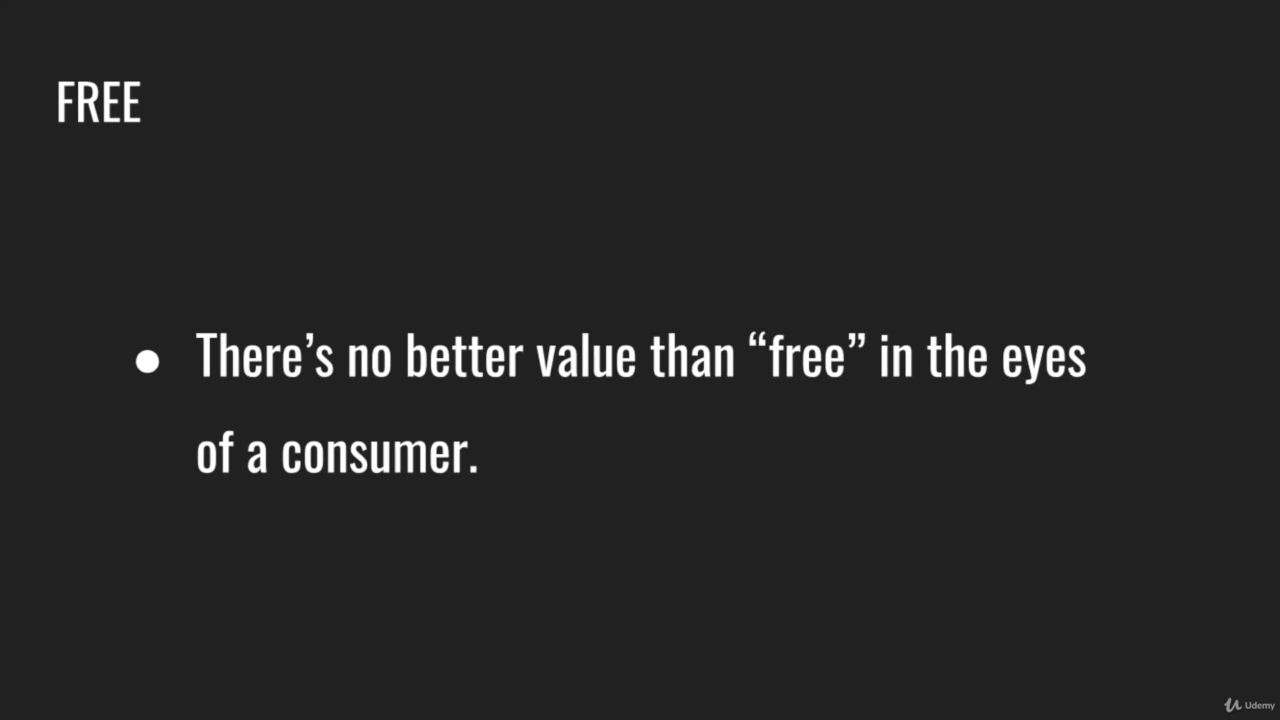 FREE
● There’s no better value than “free” in the eyes
of a consumer.
Udemy